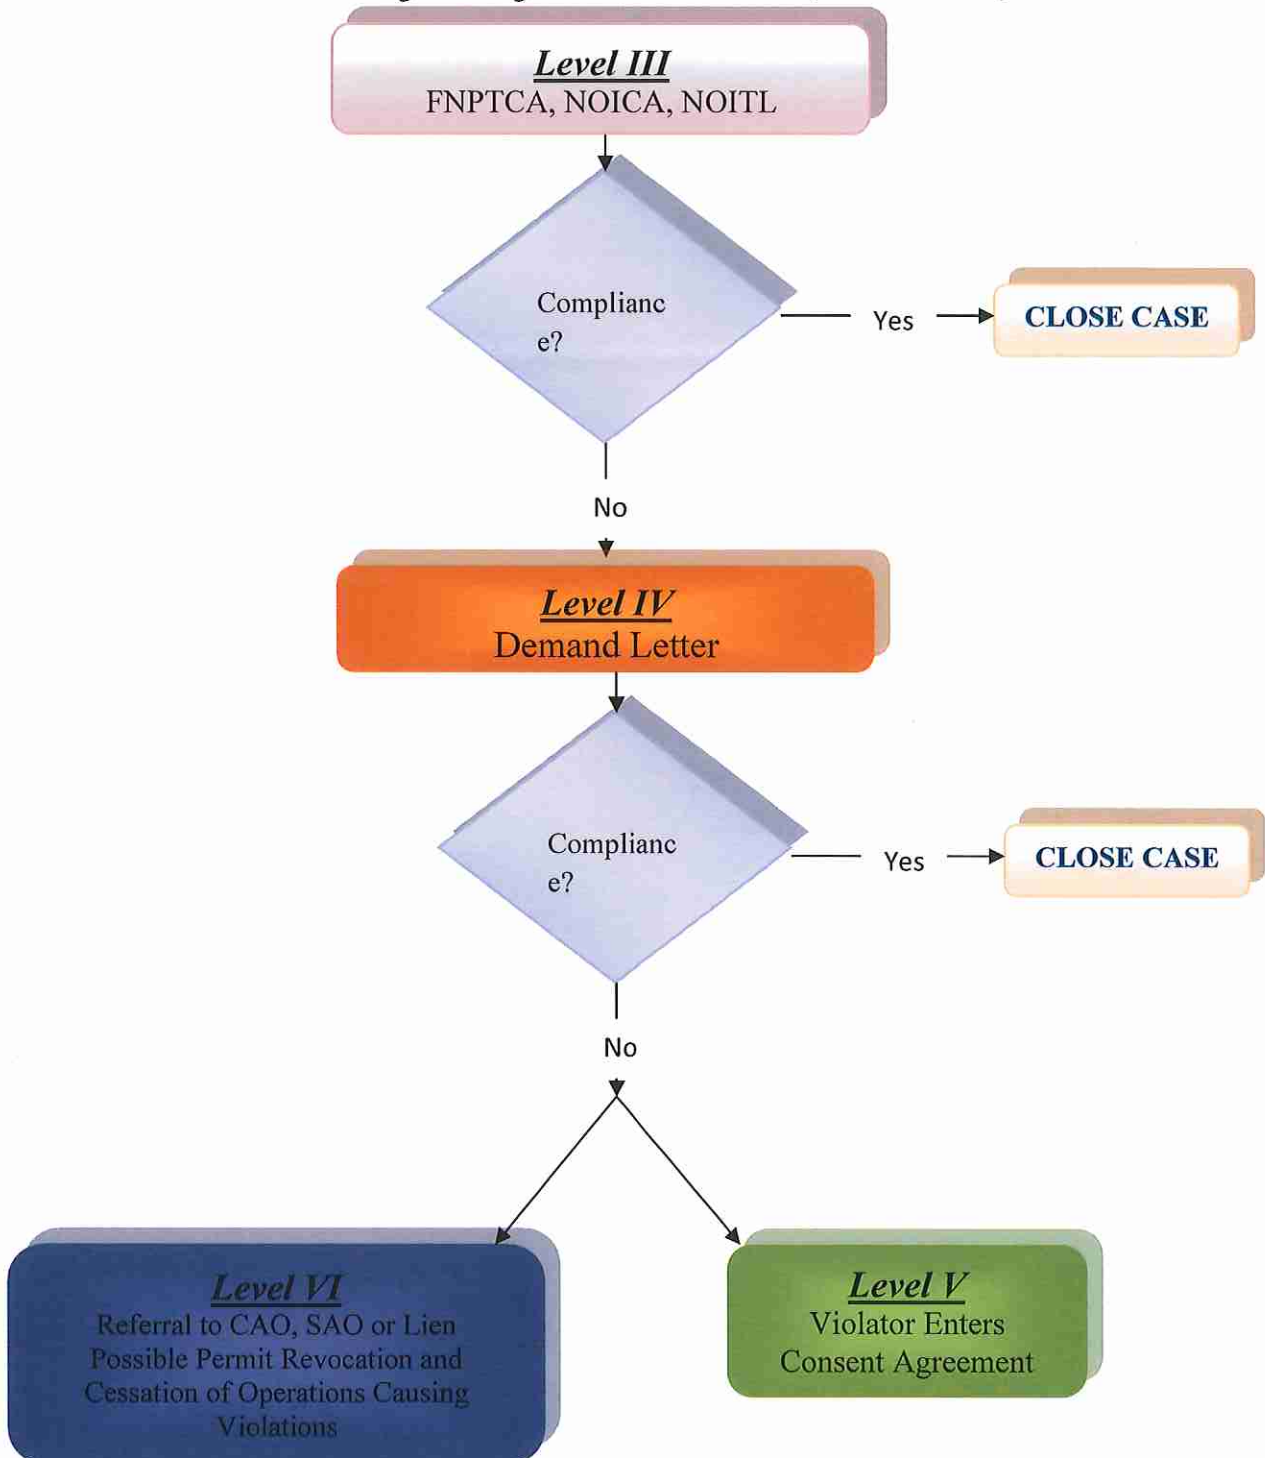 Level III
FNPTCA, NOICA, NOITL
Complianc
e?
Yes
CLOSE CASE
No
Level IV
Demand Letter
Complianc
e?
Yes
CLOSE CASE
No
Level VI
Referral to CAO, SAO or Lien
Possible Permit Revocation and
Cessation of Operations Causing
Violations
Level V
Violator Enters
Consent Agreement